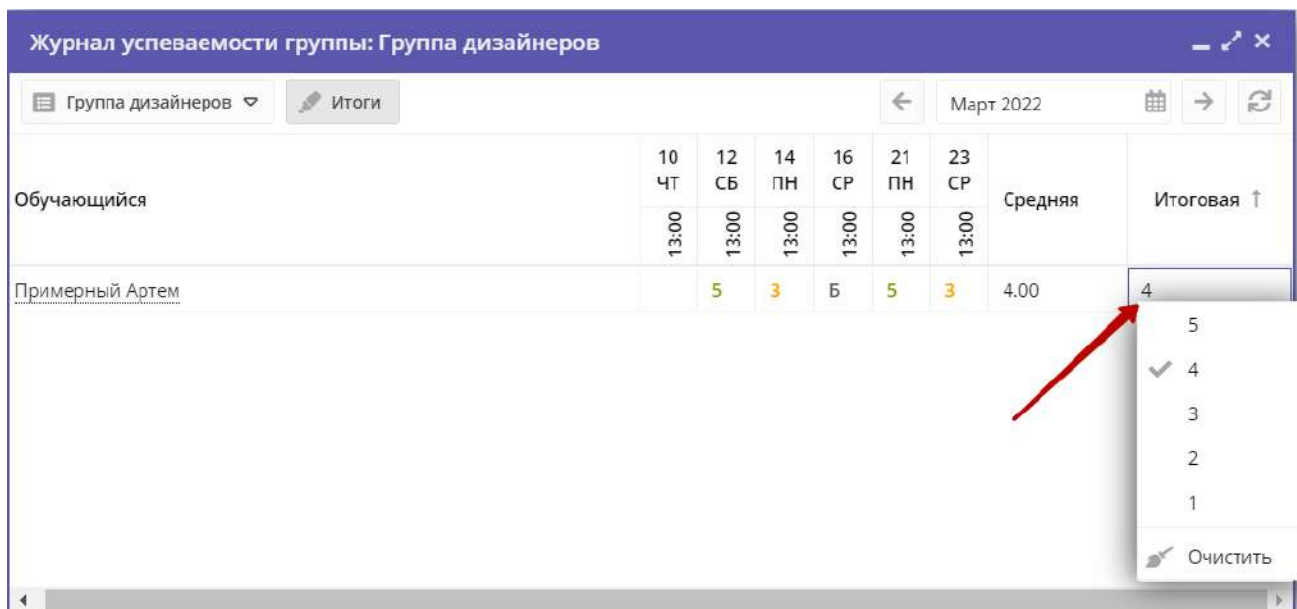 Журнал успеваемости группы: Группа дизайнеров
Группа дизайнеров Итоги Март 2022
Обучающийся
10 12 14 16 21 23
ЧТ СБ ПН СР ПН СР
Средняя Итоговая
13:00 13:00 13:00 13:00 13:00 13:00
Примерный Артем 5 3 Б 5 3 4.00 4
5
4
3
2
1
Очистить